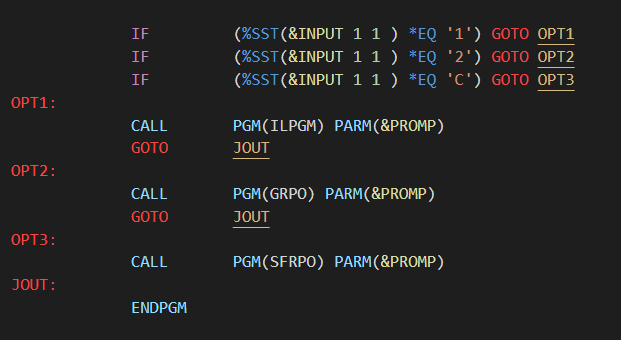 IF (%SST(&INPUT 1 1 ) *EQ '1') GOTO OPT1
IF (%SST(&INPUT 1 1 ) *EQ '2') GOTO OPT2
IF (%SST(&INPUT 1 1 ) *EQ 'C') GOTO OPT3
OPT1:
CALL PGM(ILPGM) PARM(&PROMP)
GOTO JOUT
OPT2:
CALL PGM(GRPO) PARM(&PROMP)
GOTO JOUT
OPT3:
CALL PGM(SFRPO) PARM(&PROMP)
JOUT:
ENDPGM